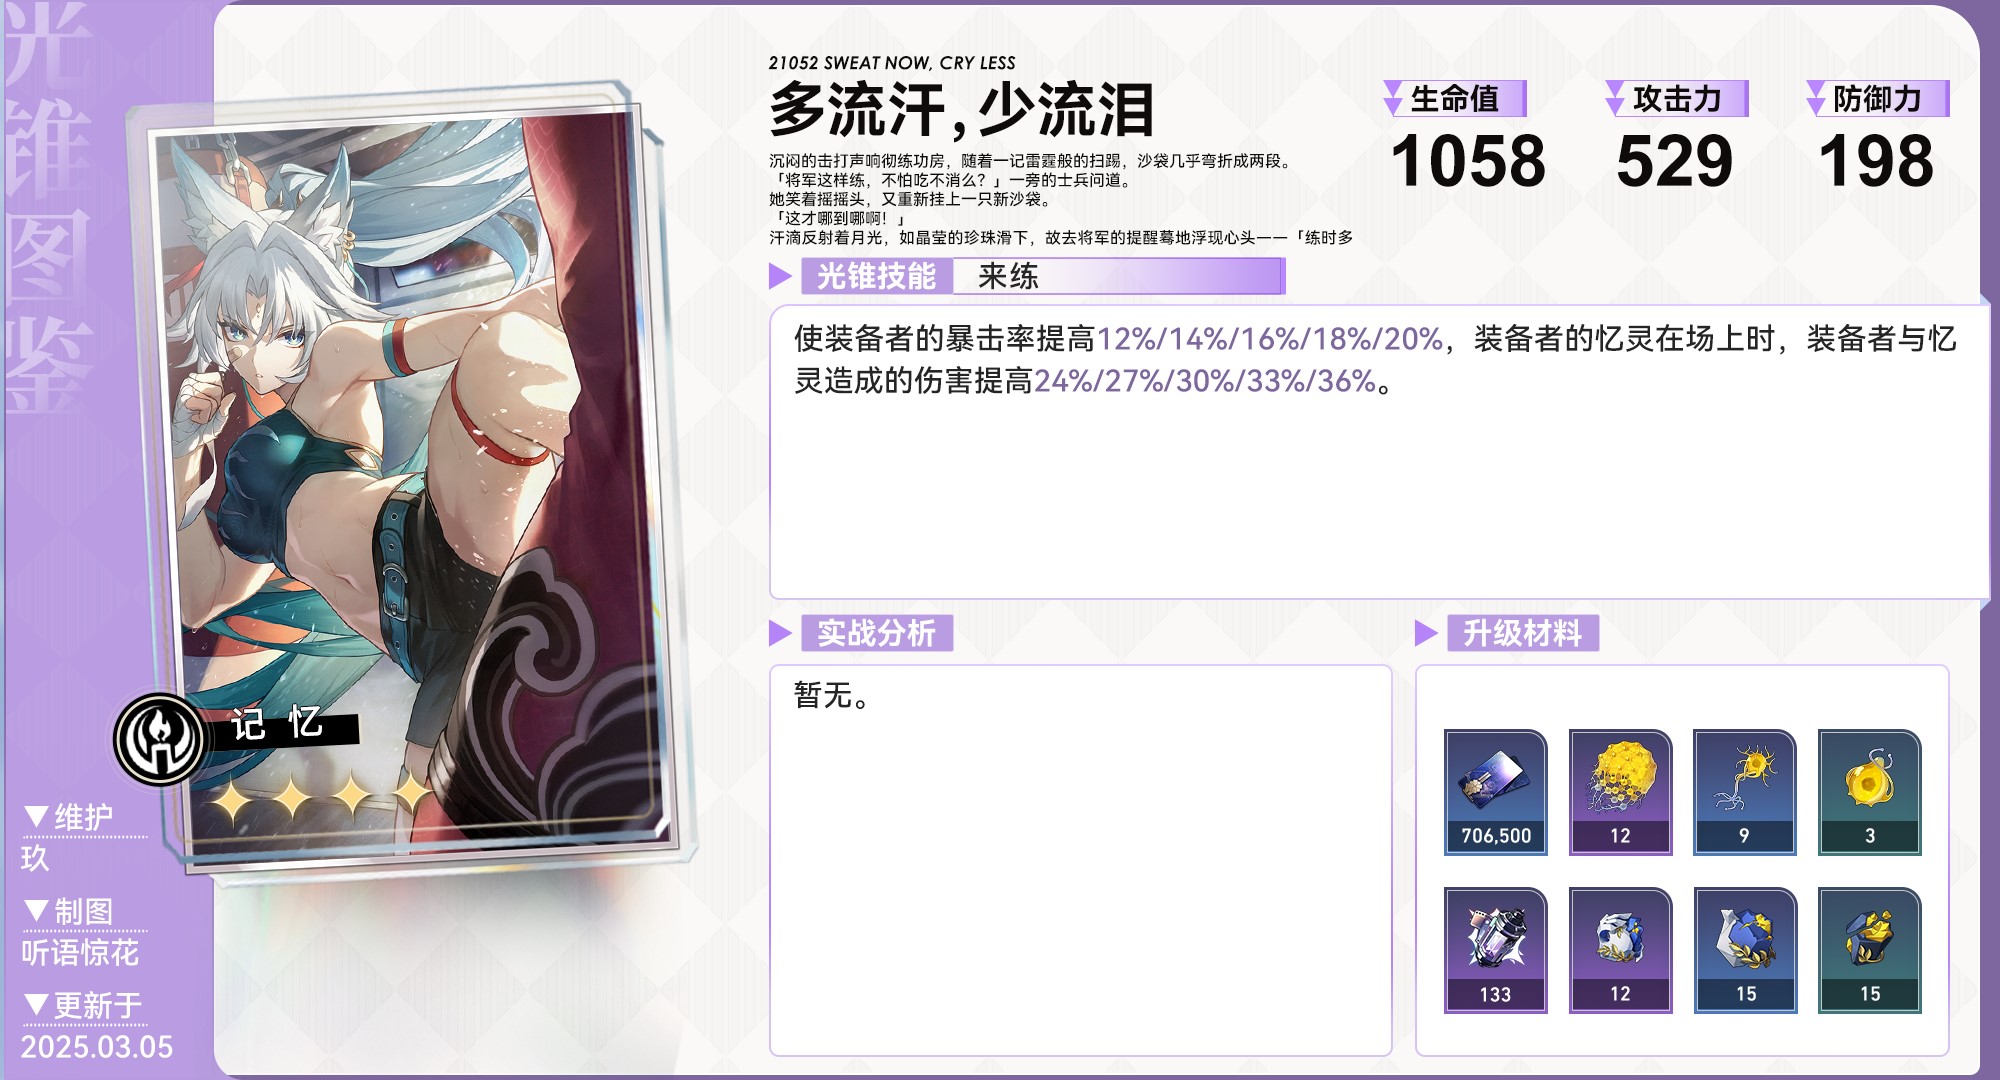 光锥图鉴
21052 SWEAT NOW, CRY LESS
多流汗,少流泪
沉闷的击打声响彻练功房，随着一记雷霆般的扫踢，沙袋几乎弯折成两段。
「将军这样练，不怕吃不消么？」一旁的士兵问道。
她笑着摇摇头，又重新挂上一只新沙袋。
「这才哪到哪啊！」
汗滴反射着月光，如晶莹的珍珠滑下，故去将军的提醒蓦地浮现心头——「练时多
生命值
1058
攻击力
529
防御力
198
光锥技能
来练
使装备者的暴击率提高12%/14%/16%/18%/20%，装备者的忆灵在场上时，装备者与忆
灵造成的伤害提高24%/27%/30%/33%/36%。
实战分析
暂无。
升级材料
706,500
12
9
3
133
12
15
15
记忆
▼维护
玖
▼制图
听语惊花
▼更新于
2025.03.05